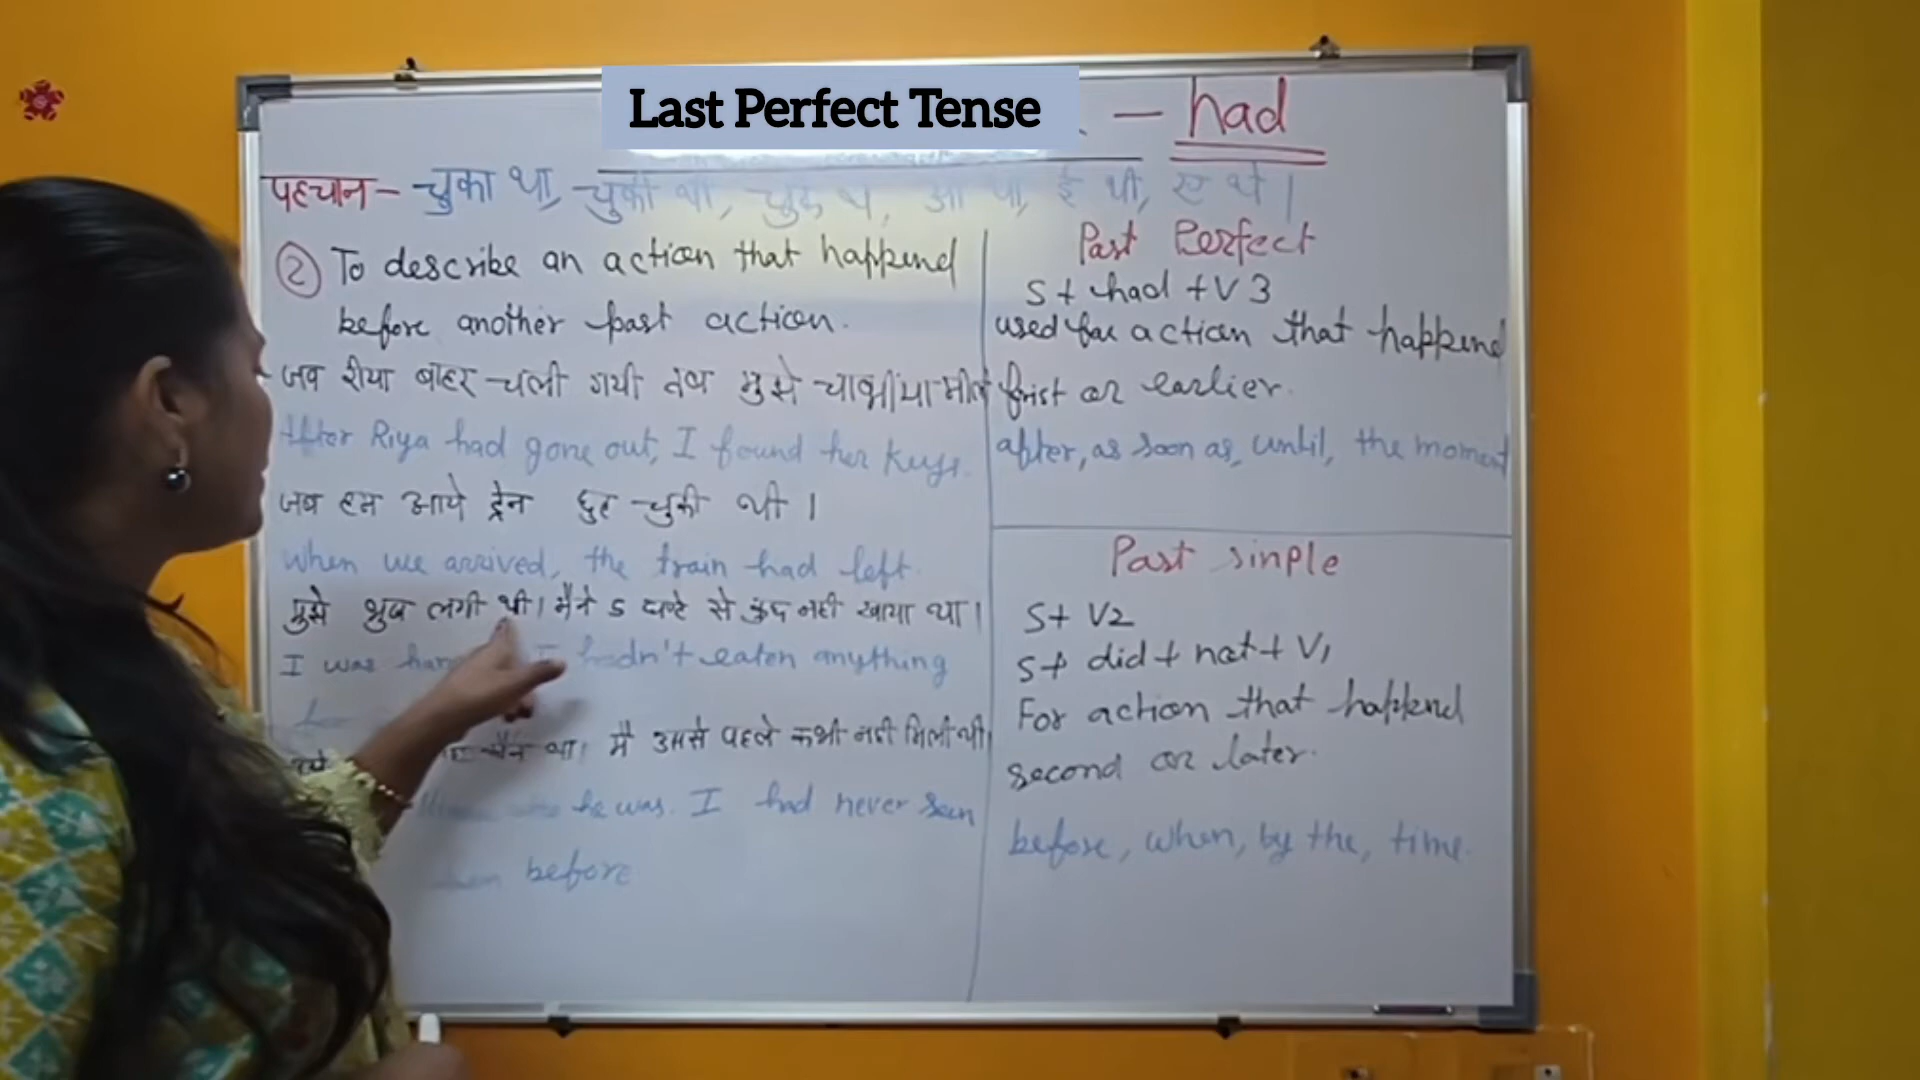 Last Perfect Tense
— had
पहचान - चुका था, चुकी थी, चुके थे, आ था, ई थी, ए थे।
② To describe an action that happend
before another past action.
जब रीया बाहर चली गयी तब मुझे चाभीया मील
After Riya had gone out, I found her keys.
जब हम आये ट्रेन छुट चुकी थी।
when we arrived, the train had left.
मुझे भुख लगी थी। मैने 5 घण्टे से कुछ नही खाया था।
I was I hadn't eaten anything
था। मै उससे पहले कभी नही मिली थी।
he was. I had never seen
before
Past Perfect
S + had + V 3
used for action that happend
frist or earlier.
after, as soon as, until, the moment
Past sinple
S + V2
S + did + not + V1
For action that happend
second or later.
before, when, by the, time.